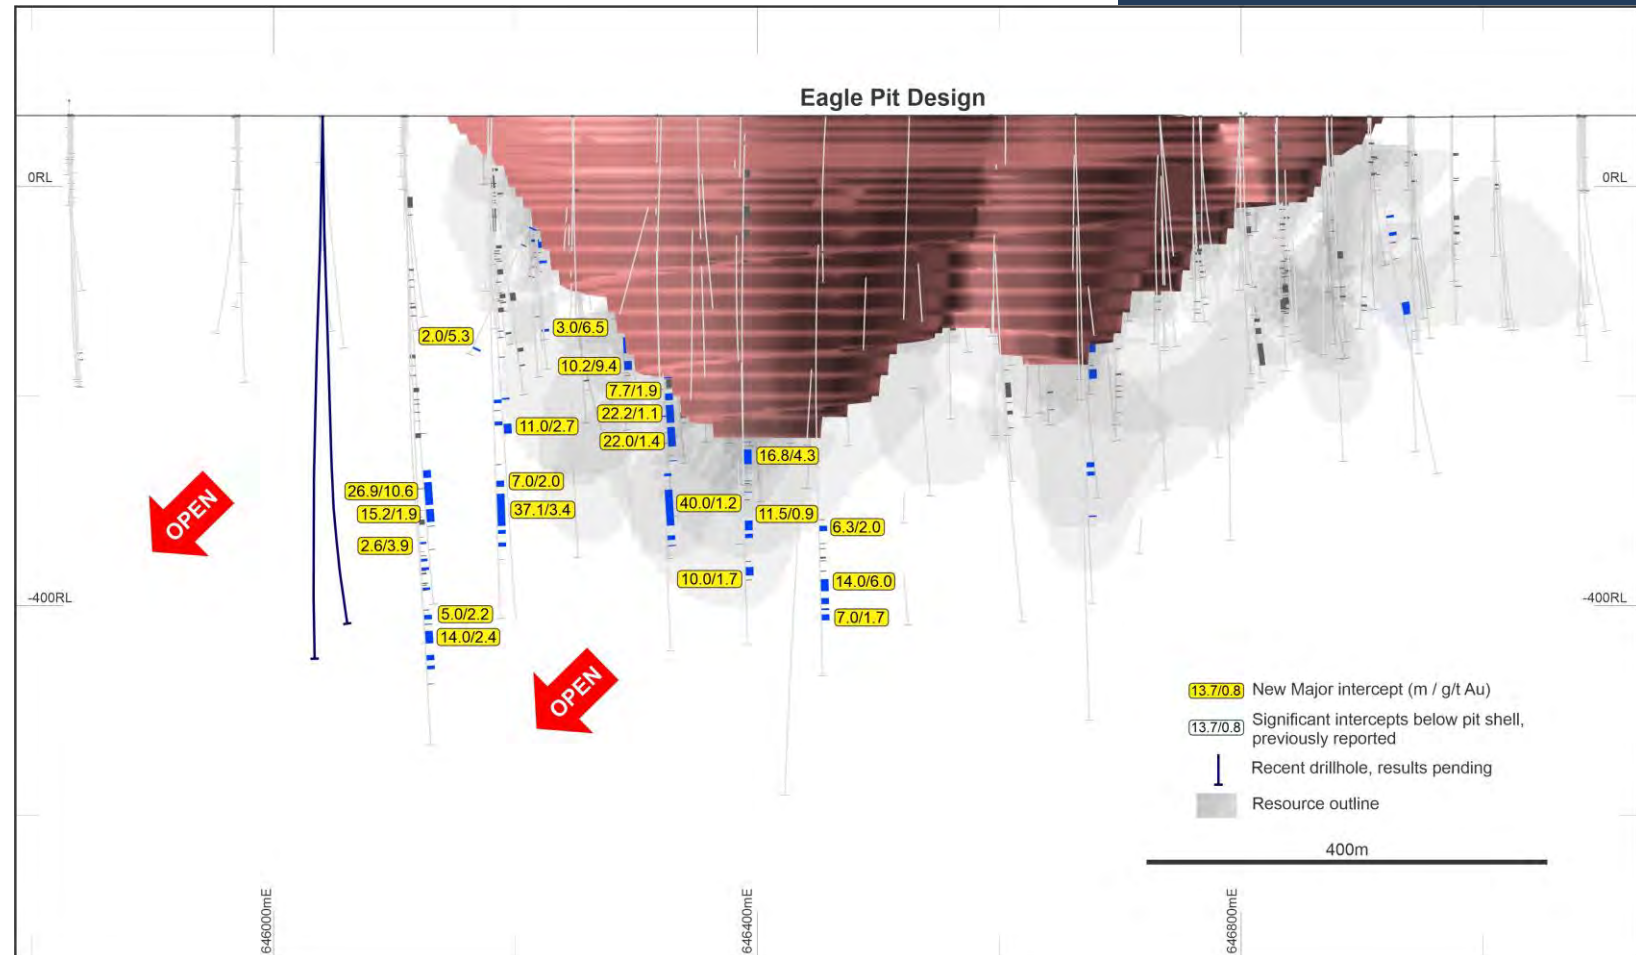 Eagle Pit Design
0RL
0RL
2.0/5.3
3.0/6.5
10.2/9.4
7.7/1.9
22.2/1.1
11.0/2.7
22.0/1.4
16.8/4.3
26.9/10.6
7.0/2.0
15.2/1.9
37.1/3.4
40.0/1.2
11.5/0.9
6.3/2.0
2.6/3.9
10.0/1.7
14.0/6.0
OPEN
-400RL
-400RL
5.0/2.2
7.0/1.7
14.0/2.4
OPEN
13.7/0.8 New Major intercept (m / g/t Au)
13.7/0.8 Significant intercepts below pit shell,
previously reported
Recent drillhole, results pending
Resource outline
400m
646000mE
646400mE
646800mE